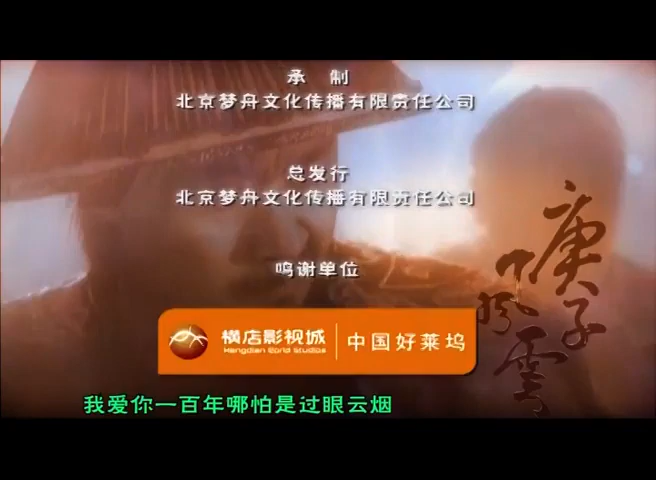 承 制
北京梦舟文化传播有限责任公司
总发行
北京梦舟文化传播有限责任公司
鸣谢单位
横店影视城
Hengdian World Studios
中国好莱坞
庚子
风雲
我爱你一百年哪怕是过眼云烟